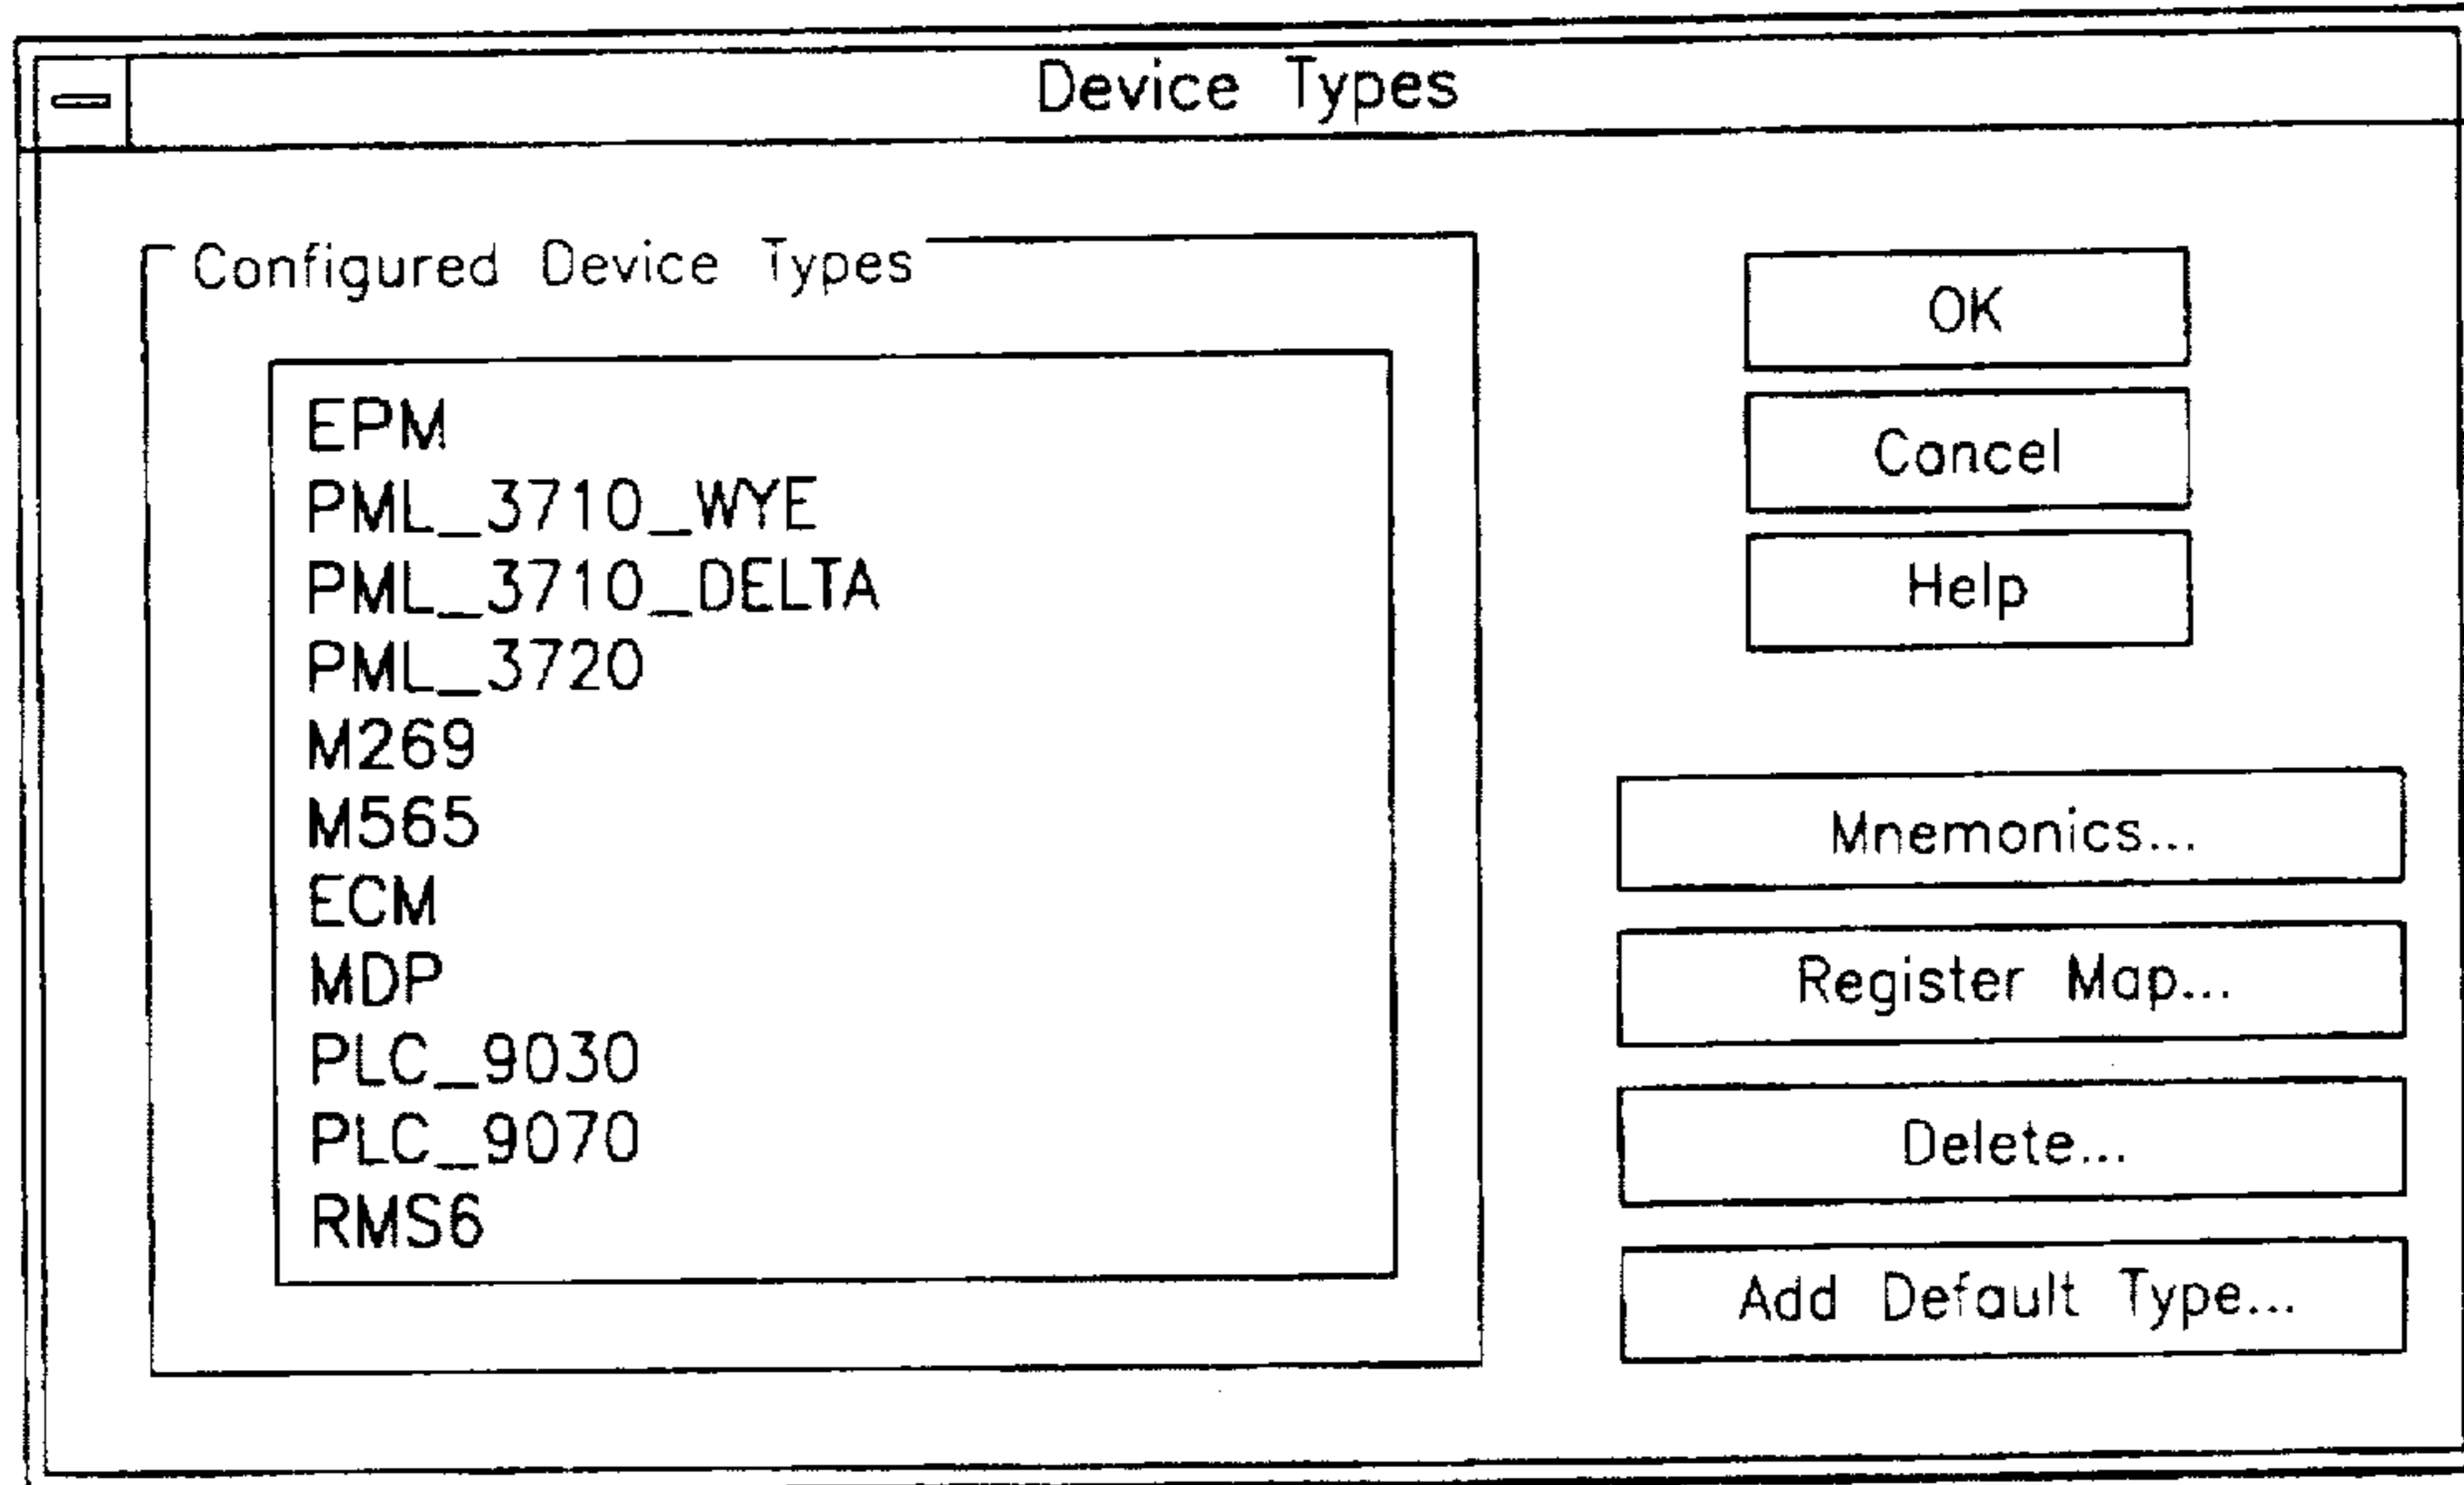 Device Types
Configured Device Types
EPM
PML_3710_WYE
PML_3710_DELTA
PML_3720
M269
M565
ECM
MDP
PLC_9030
PLC_9070
RMS6
OK
Cancel
Help
Mnemonics...
Register Map...
Delete...
Add Default Type...